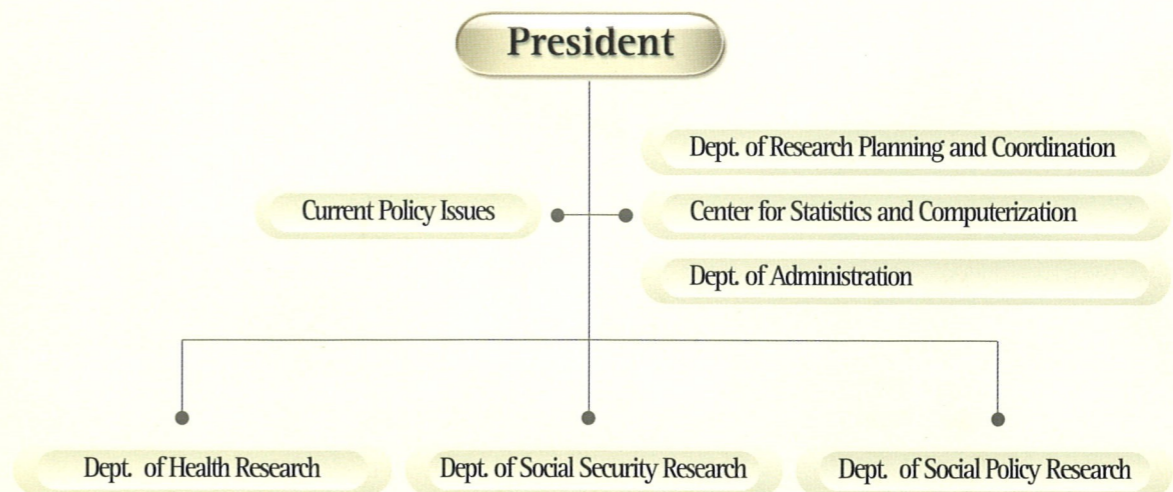 President
Dept. of Research Planning and Coordination
Current Policy Issues
Center for Statistics and Computerization
Dept. of Administration
Dept. of Health Research
Dept. of Social Security Research
Dept. of Social Policy Research